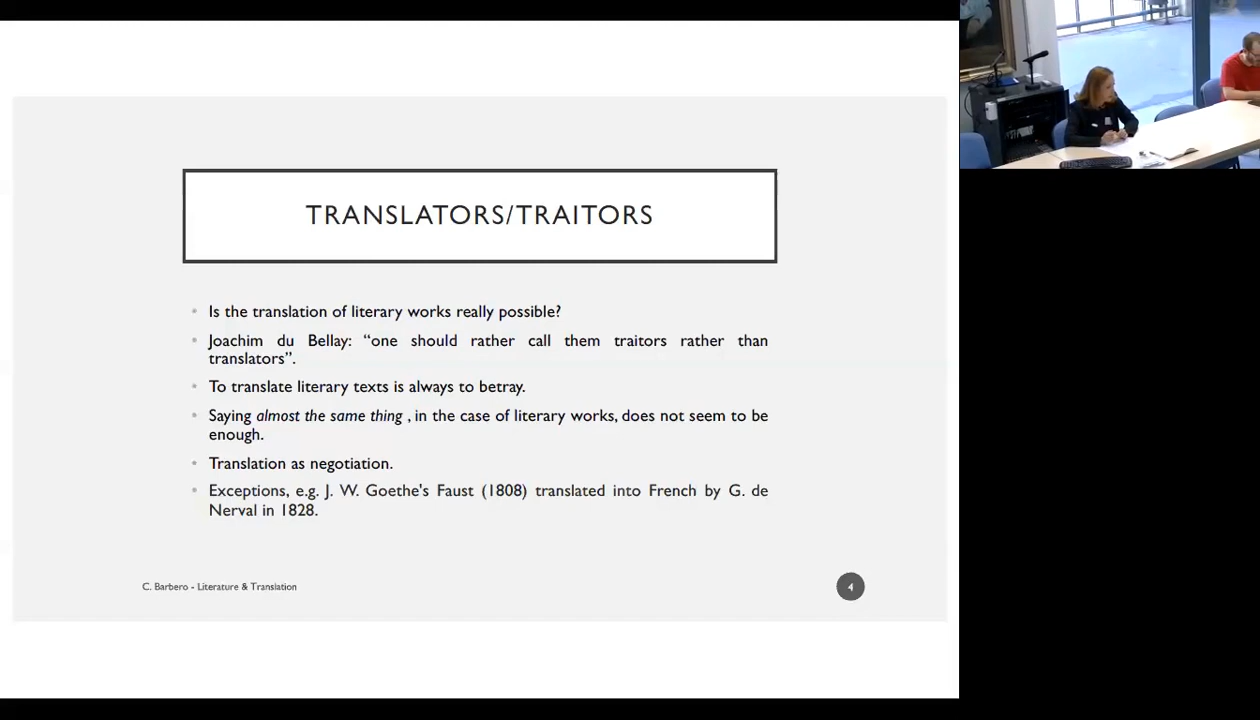 TRANSLATORS/TRAITORS
Is the translation of literary works really possible?
Joachim du Bellay: “one should rather call them traitors rather than
translators”.
To translate literary texts is always to betray.
Saying almost the same thing , in the case of literary works, does not seem to be
enough.
Translation as negotiation.
Exceptions, e.g. J. W. Goethe's Faust (1808) translated into French by G. de
Nerval in 1828.
C. Barbero - Literature & Translation
4